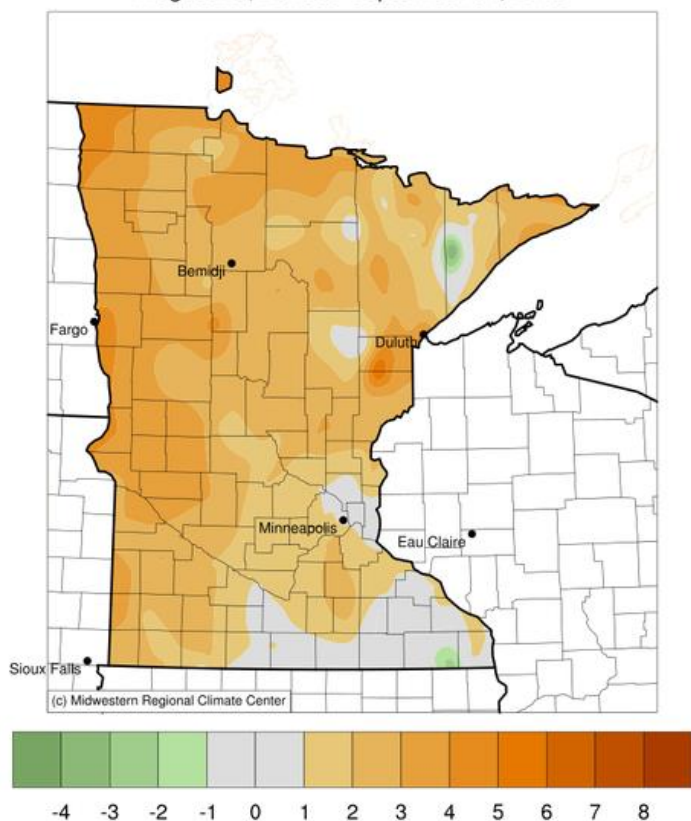 Bemidji
Fargo
Duluth
Minneapolis
Eau Claire
Sioux Falls
(c) Midwestern Regional Climate Center
-4 -3 -2 -1 0 1 2 3 4 5 6 7 8